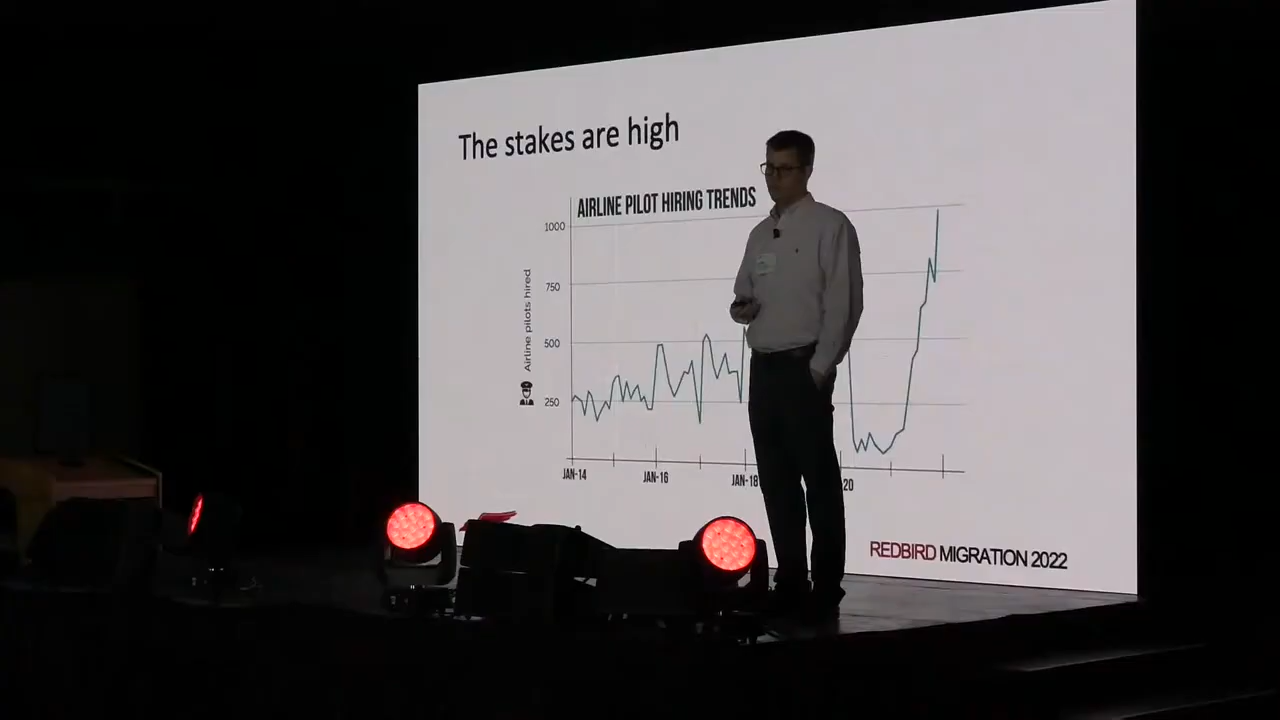 The stakes are high
AIRLINE PILOT HIRING TRENDS
1000
750
500
250
Airline pilots hired
JAN-14
JAN-16
JAN-18
20
REDBIRD MIGRATION 2022